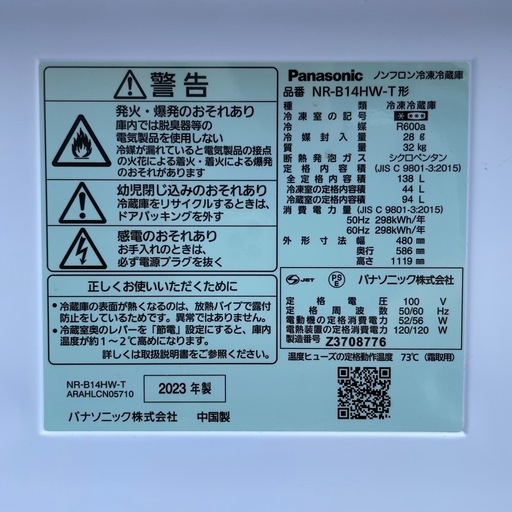 ⚠警告
発火・爆発のおそれあり
庫内では脱臭器等の
電気製品を使用しないで
冷媒が漏れていると電気製品の接点
の火花による着火・着火による爆発
幼児閉じ込みのおそれあり
冷蔵庫をリサイクルするときは、
ドアパッキングを外す
感電のおそれあり
お手入れのときは、
必ず電源プラグを抜く
正しくお使いいただくために
●冷蔵庫の表面が熱くなるのは、放熱パイプで露付
防止をしているためで、異常ではありません。
●冷蔵室奥のレバーを「節電」設定にすると、庫内
温度が約1~2℃高めになります。
詳しくは取扱説明書をご参照ください。
NR-B14HW-T
ARAHLCN05710
2023 年製
パナソニック株式会社 中国製
Panasonic ノンフロン冷凍冷蔵庫
品番 NR-B14HW-T形
種類 冷凍冷蔵庫
冷凍室の記号
冷媒 R600a
冷媒封入量 28 g
質量 32 kg
断熱発泡ガス シクロペンタン
定格内容積 (JIS C 9801-3:2015)
全定格内容積 138 L
冷凍室の定格内容積 44 L
冷蔵室の定格内容積 94 L
消費電力量 (JIS C 9801-3:2015)
50Hz 298kWh/年
60Hz 298kWh/年
外形寸法 幅 480 mm
奥行 586 mm
高さ 1119 mm
S JET PS E パナソニック株式会社
定格電圧 100 V
定格周波数 50/60 Hz
電動機の定格消費電力 52/56 W
電熱装置の定格消費電力 120/120 W
製造番号 Z3708776
温度ヒューズの定格動作温度 73℃ (霜取用)